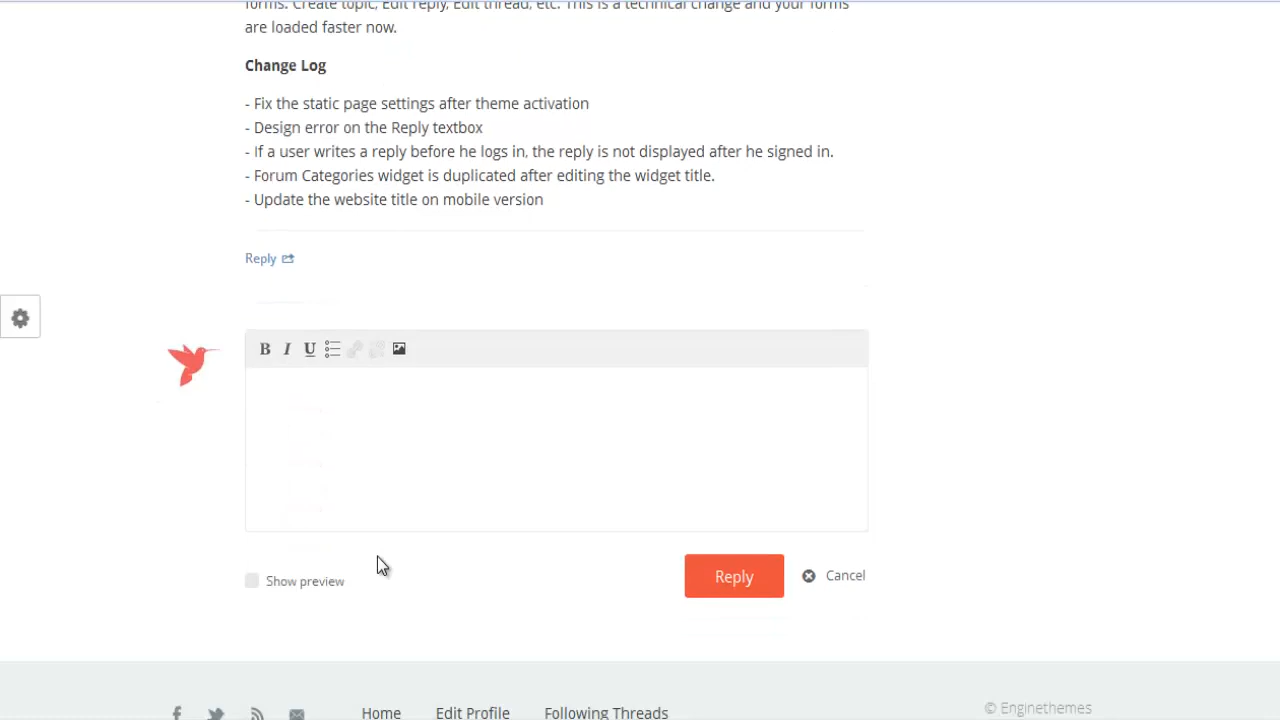 forms. Create topic, Edit reply, Edit thread, etc. This is a technical change and your forms
are loaded faster now.
Change Log
- Fix the static page settings after theme activation
- Design error on the Reply textbox
- If a user writes a reply before he logs in, the reply is not displayed after he signed in.
- Forum Categories widget is duplicated after editing the widget title.
- Update the website title on mobile version
Reply
B I U
Show preview
Reply
Cancel
Home Edit Profile Following Threads
© Enginethemes